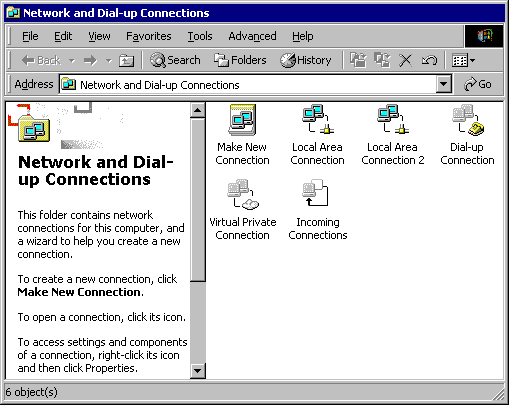 Network and Dial-up Connections
File Edit View Favorites Tools Advanced Help
Back Search Folders History
Address Network and Dial-up Connections Go
Network and Dial-
up Connections
This folder contains network
connections for this computer, and
a wizard to help you create a new
connection.
To create a new connection, click
Make New Connection.
To open a connection, click its icon.
To access settings and components
of a connection, right-click its icon
and then click Properties.
Make New
Connection
Local Area
Connection
Local Area
Connection 2
Dial-up
Connection
Virtual Private
Connection
Incoming
Connections
6 object(s)